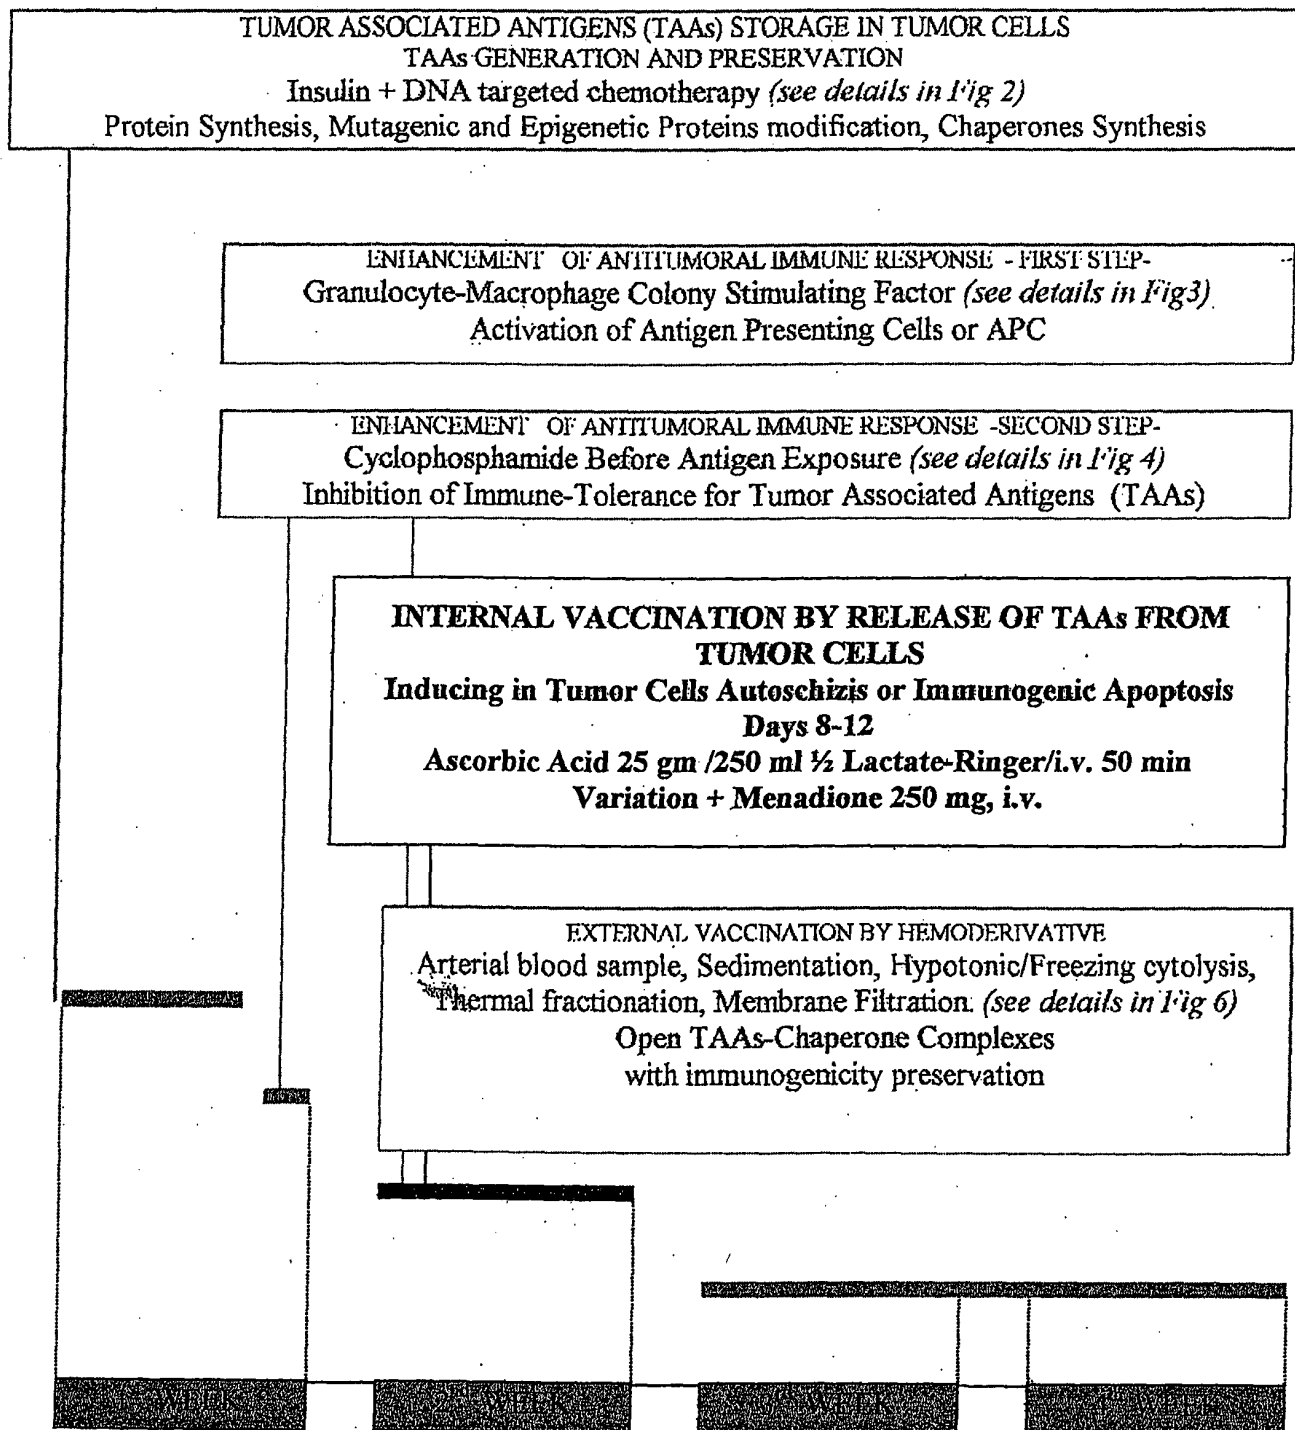 TUMOR ASSOCIATED ANTIGENS (TAAs) STORAGE IN TUMOR CELLS
TAAs GENERATION AND PRESERVATION
Insulin + DNA targeted chemotherapy (see details in Fig 2)
Protein Synthesis, Mutagenic and Epigenetic Proteins modification, Chaperones Synthesis
ENHANCEMENT OF ANTITUMORAL IMMUNE RESPONSE - FIRST STEP-
Granulocyte-Macrophage Colony Stimulating Factor (see details in Fig3)
Activation of Antigen Presenting Cells or APC
ENHANCEMENT OF ANTITUMORAL IMMUNE RESPONSE -SECOND STEP-
Cyclophosphamide Before Antigen Exposure (see details in Fig 4)
Inhibition of Immune-Tolerance for Tumor Associated Antigens (TAAs)
INTERNAL VACCINATION BY RELEASE OF TAAs FROM
TUMOR CELLS
Inducing in Tumor Cells Autoschizis or Immunogenic Apoptosis
Days 8-12
Ascorbic Acid 25 gm /250 ml ½ Lactate-Ringer/i.v. 50 min
Variation + Menadione 250 mg, i.v.
EXTERNAL VACCINATION BY HEMODERIVATIVE
Arterial blood sample, Sedimentation, Hypotonic/Freezing cytolysis,
Thermal fractionation, Membrane Filtration. (see details in Fig 6)
Open TAAs-Chaperone Complexes
with immunogenicity preservation
WEEK 2 WEEK WEEK WEEK